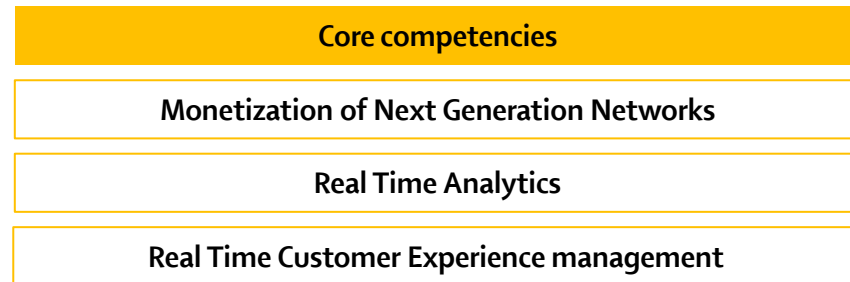 Core competencies
Monetization of Next Generation Networks
Real Time Analytics
Real Time Customer Experience management